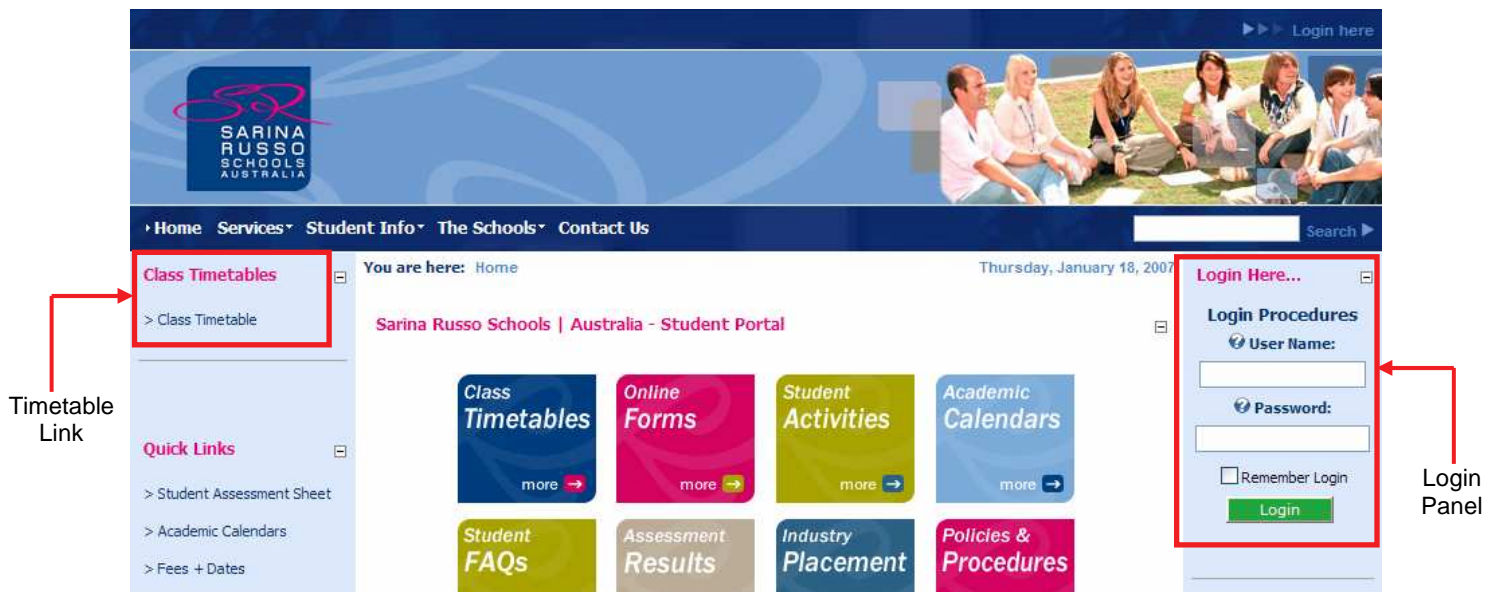 Login here
SR
SARINA
RUSSO
SCHOOLS
AUSTRALIA
Home Services Student Info The Schools Contact Us
Search
Class Timetables
> Class Timetable
Timetable
Link
Quick Links
> Student Assessment Sheet
> Academic Calendars
> Fees + Dates
You are here: Home
Thursday, January 18, 2007
Sarina Russo Schools | Australia - Student Portal
Class
Timetables
more
Online
Forms
more
Student
Activities
more
Academic
Calendars
more
Student
FAQs
Assessment
Results
Industry
Placement
Policies &
Procedures
Login Here...
Login Procedures
User Name:
Password:
Remember Login
Login
Login
Panel